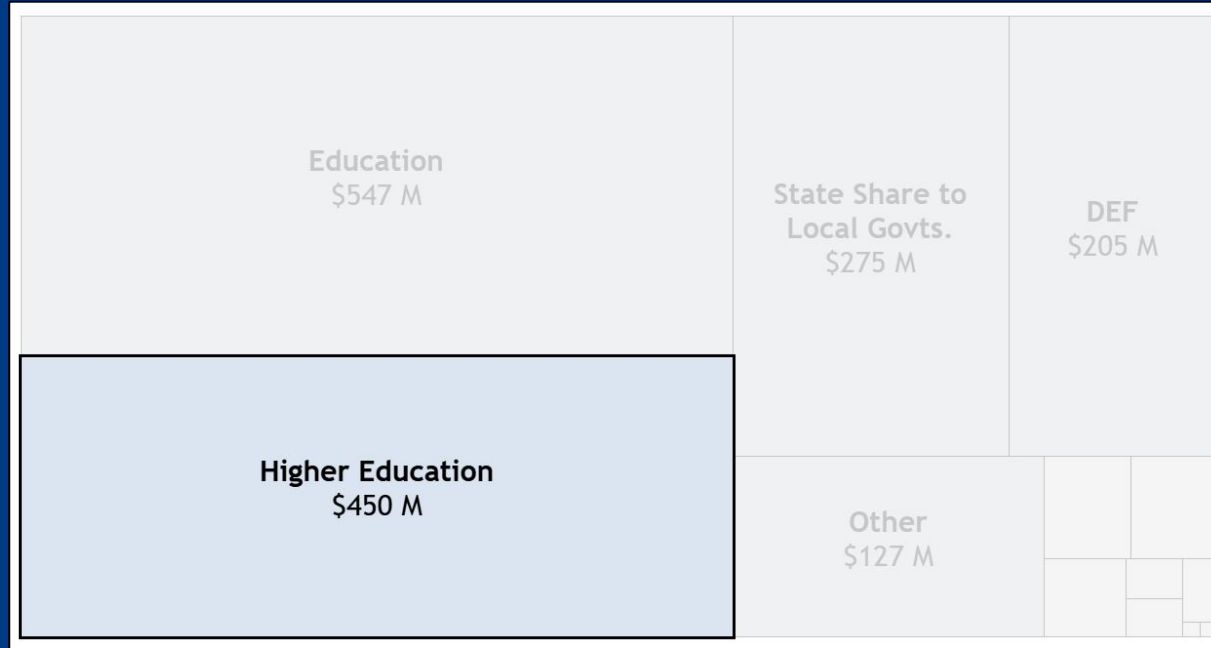 Education
$547 M
State Share to
Local Govts.
$275 M
DEF
$205 M
Higher Education
$450 M
Other
$127 M